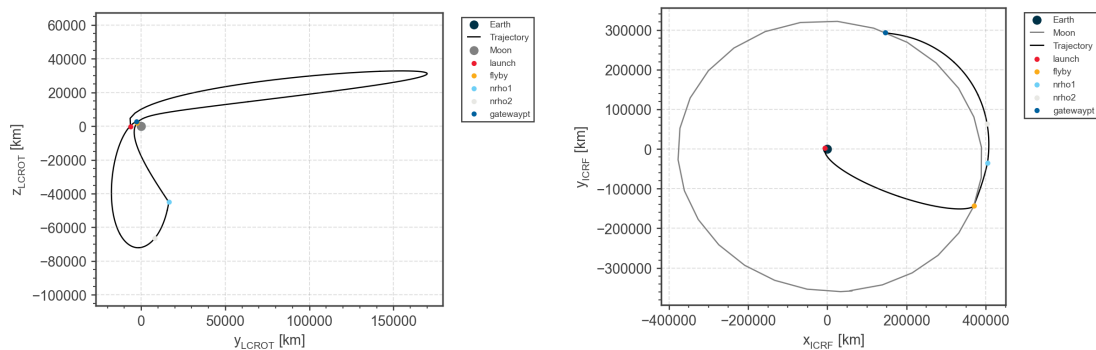 60000
40000
20000
0
−20000
−40000
−60000
−80000
−100000
z_LCROT [km]
0
50000
100000
150000
y_LCROT [km]
Earth
Trajectory
Moon
launch
flyby
nrho1
nrho2
gatewaypt
300000
200000
100000
0
−100000
−200000
−300000
y_ICRF [km]
−400000
−200000
0
200000
400000
x_ICRF [km]
Earth
Moon
Trajectory
launch
flyby
nrho1
nrho2
gatewaypt